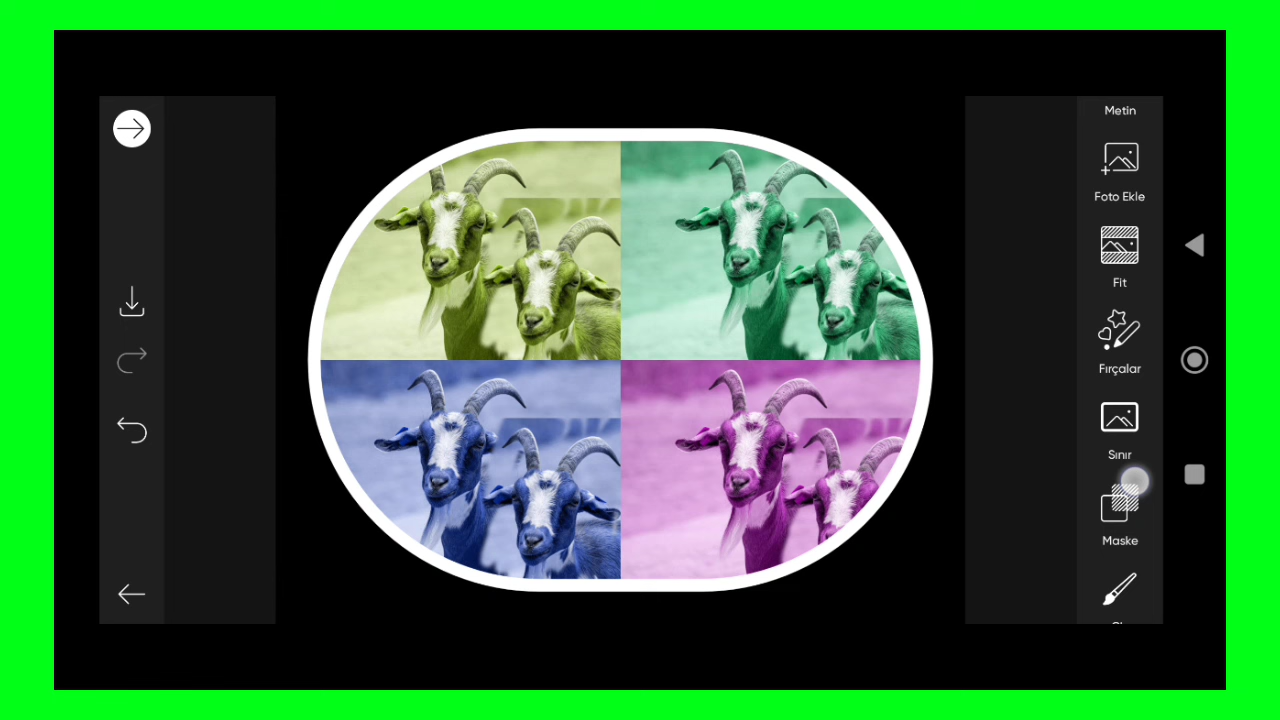 Metin
Foto Ekle
Fit
Fırçalar
Sınır
Maske